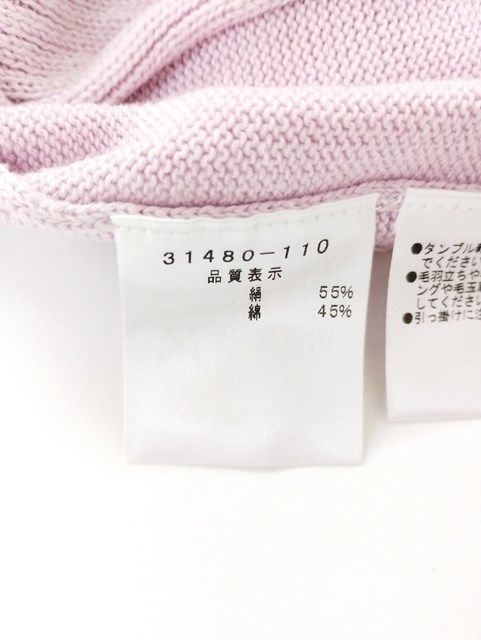 31480-110
品質表示
絹 55%
綿 45%
●タンブル
でください
●毛羽立ちや
ングや毛玉
してください
●引っ掛けに注